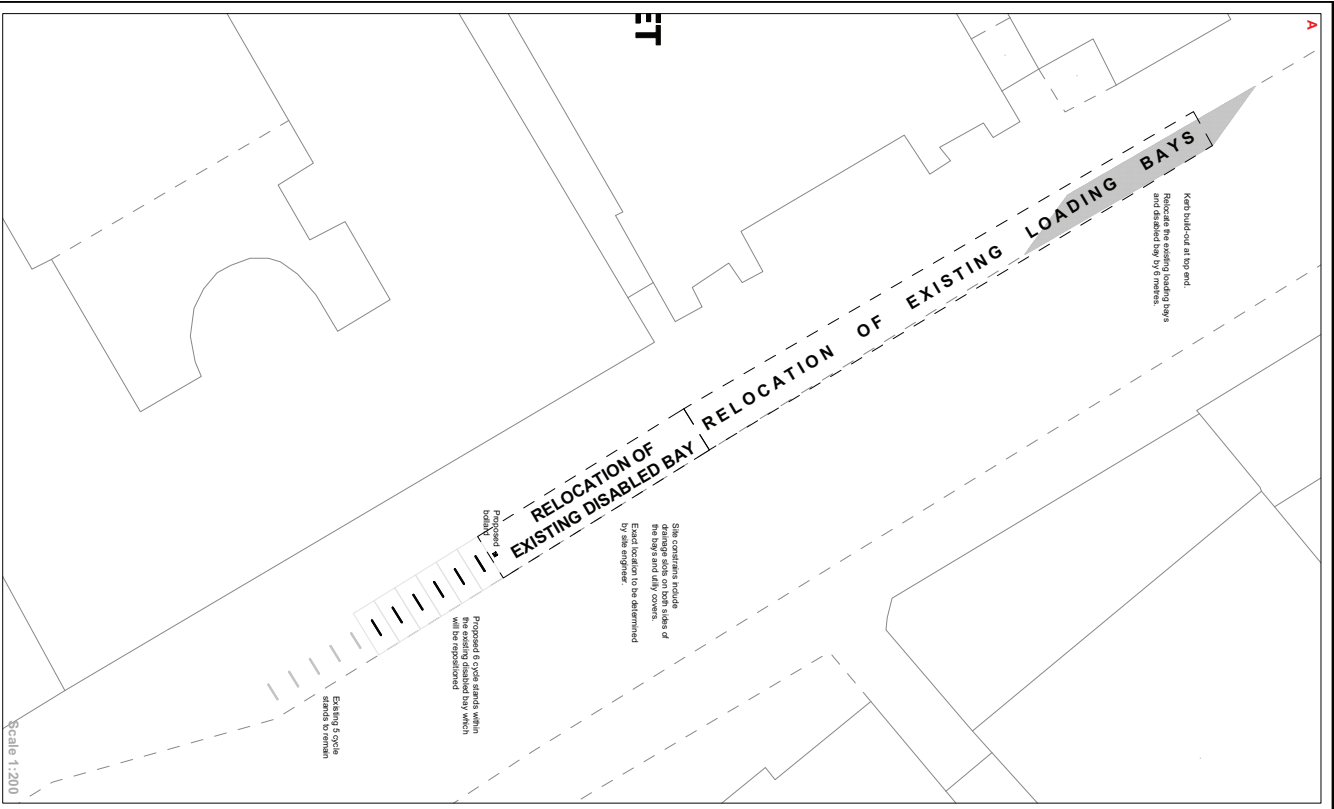 ET
A
LOADING BAYS
RELOCATION OF EXISTING
Kerb build-out at top end.
Relocate the existing loading bays
and disabled bay by 6 metres.
RELOCATION OF
EXISTING DISABLED BAY
Site constrains include
drainage slots on both sides of
the bays and utiliy covers.
Exact location to be determined
by site engineer.
Proposed
bollard
Proposed 6 cycle stands within
the existing disabled bay which
will be repositioned
Existing 5 cycle
stands to remain
Scale 1:200